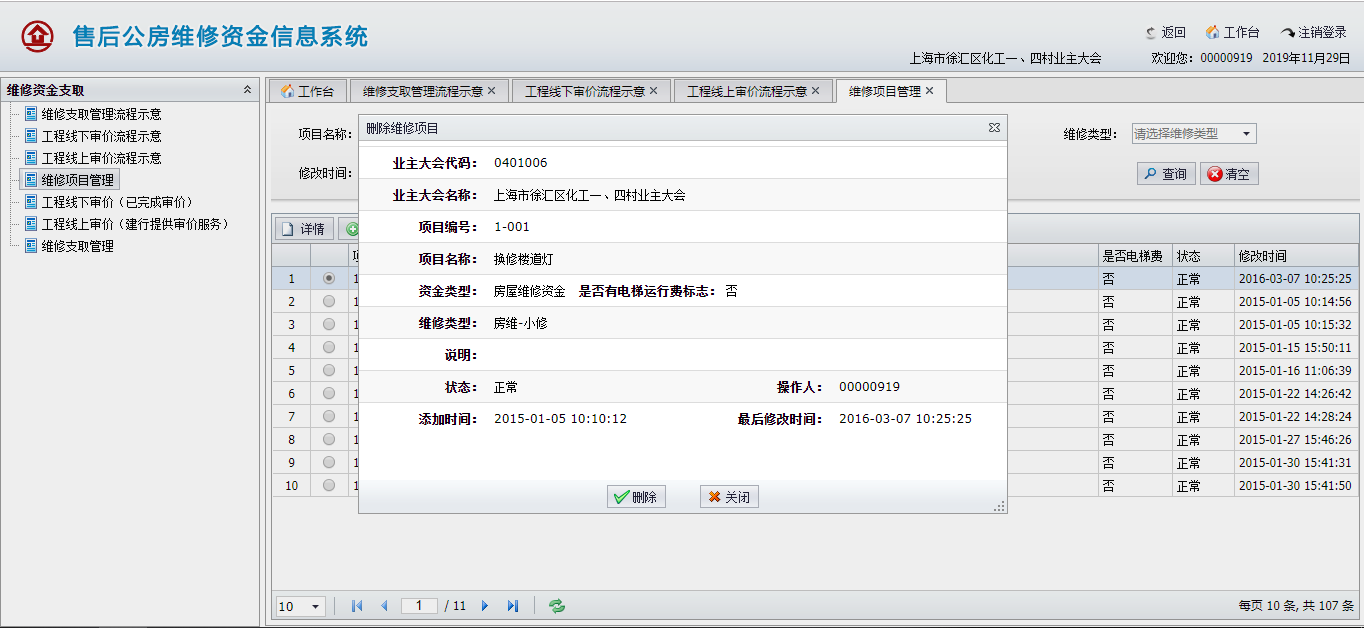 售后公房维修资金信息系统
返回 工作台 注销登录
上海市徐汇区化工一、四村业主大会 欢迎您: 00000919 2019年11月29日
维修资金支取
维修支取管理流程示意
工程线下审价流程示意
工程线上审价流程示意
维修项目管理
工程线下审价（已完成审价）
工程线上审价（建行提供审价服务）
维修支取管理
工作台 维修支取管理流程示意 工程线下审价流程示意 工程线上审价流程示意 维修项目管理
项目名称: 维修类型: 请选择维修类型
修改时间: 查询 清空
详情
删除维修项目
业主大会代码: 0401006
业主大会名称: 上海市徐汇区化工一、四村业主大会
项目编号: 1-001
项目名称: 换修楼道灯
资金类型: 房屋维修资金 是否有电梯运行费标志: 否
维修类型: 房维-小修
说明:
状态: 正常 操作人: 00000919
添加时间: 2015-01-05 10:10:12 最后修改时间: 2016-03-07 10:25:25
删除 关闭
是否电梯费 状态 修改时间
1 1 否 正常 2016-03-07 10:25:25
2 1 否 正常 2015-01-05 10:14:56
3 1 否 正常 2015-01-05 10:15:32
4 1 否 正常 2015-01-15 15:50:11
5 1 否 正常 2015-01-16 11:06:39
6 1 否 正常 2015-01-22 14:26:42
7 1 否 正常 2015-01-22 14:28:24
8 1 否 正常 2015-01-27 15:46:26
9 1 否 正常 2015-01-30 15:41:31
10 1 否 正常 2015-01-30 15:41:50
10 1 / 11 每页 10 条, 共 107 条